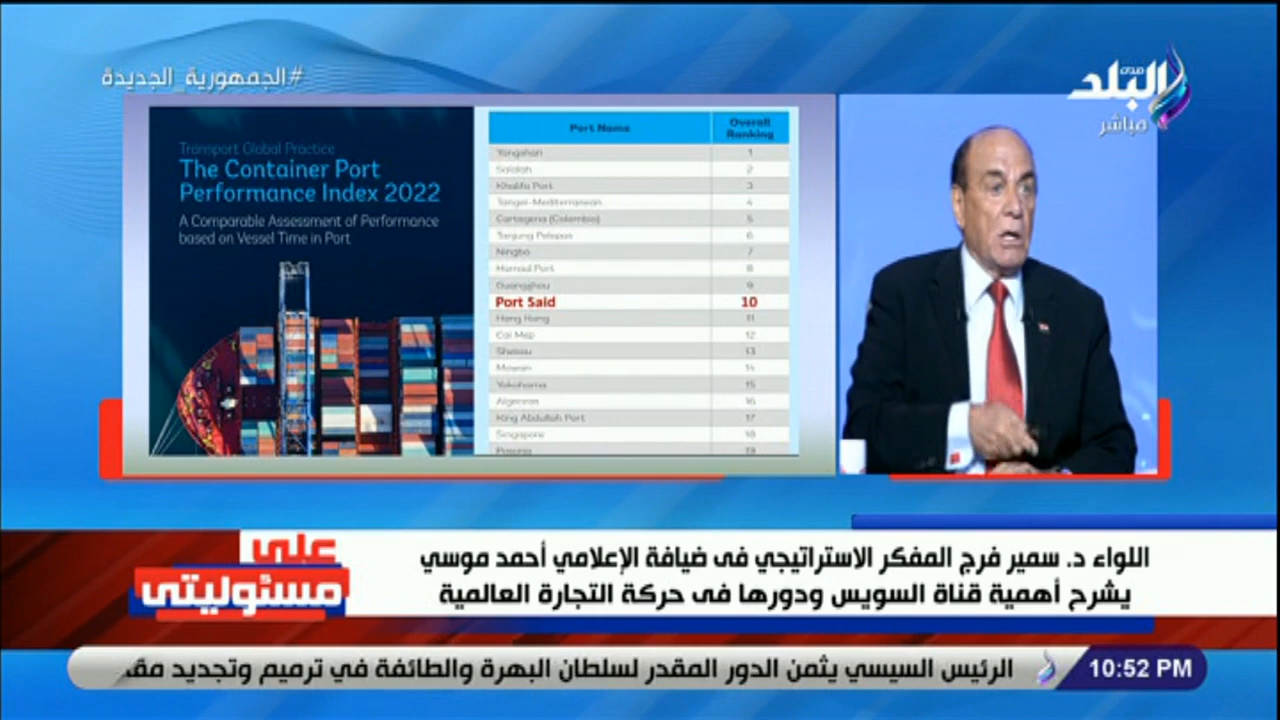 #الجمهورية_الجديدة
صدى
البلد
مباشر
Transport Global Practice
The Container Port
Performance Index 2022
A Comparable Assessment of Performance
based on Vessel Time in Port
Port Name Overall Ranking
Yangshan 1
Salalah 2
Khalifa Port 3
Tanger-Mediterranean 4
Cartagena (Colombia) 5
Tanjung Pelepas 6
Ningbo 7
Hamad Port 8
Guangzhou 9
Port Said 10
Hong Kong 11
Cai Mep 12
Shekou 13
Mawan 14
Yokohama 15
Algeciras 16
King Abdullah Port 17
Singapore 18
Posorja 19
على
مسئوليتي
اللواء د. سمير فرج المفكر الاستراتيجي فى ضيافة الإعلامي أحمد موسي
يشرح أهمية قناة السويس ودورها فى حركة التجارة العالمية
الرئيس السيسي يثمن الدور المقدر لسلطان البهرة والطائفة في ترميم وتجديد
10:52 PM